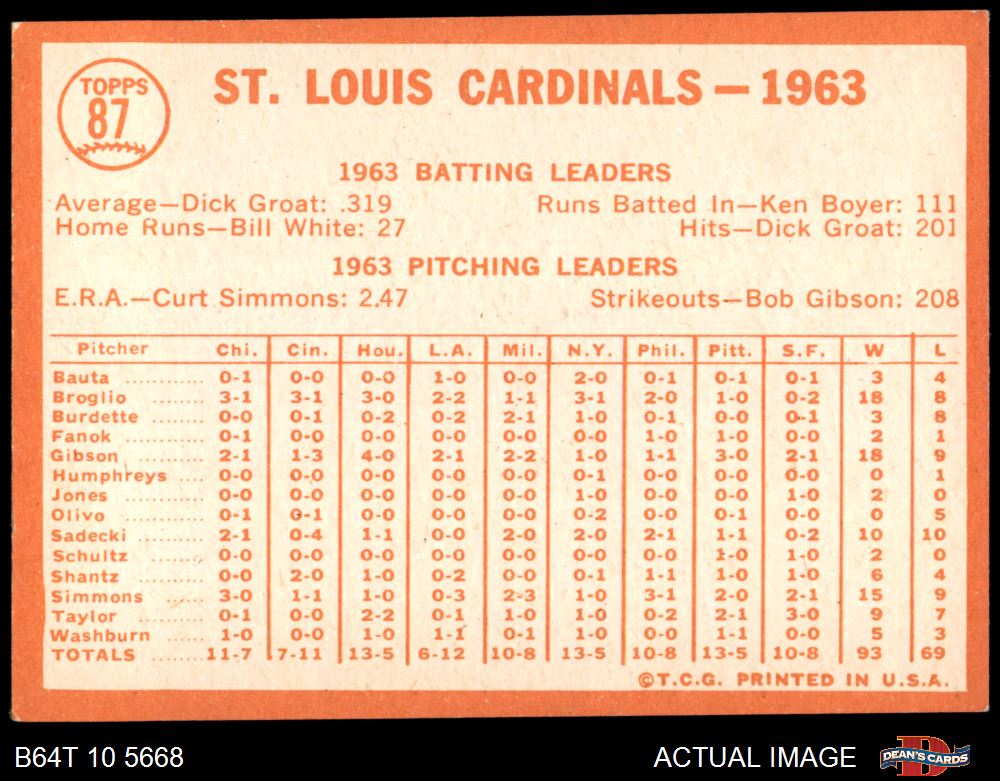 TOPPS
87
ST. LOUIS CARDINALS — 1963
1963 BATTING LEADERS
Average—Dick Groat: .319 Runs Batted In—Ken Boyer: 111
Home Runs—Bill White: 27 Hits—Dick Groat: 201
1963 PITCHING LEADERS
E.R.A.—Curt Simmons: 2.47 Strikeouts—Bob Gibson: 208
Pitcher Chi. Cin. Hou. L.A. Mil. N.Y. Phil. Pitt. S.F. W L
Bauta ............ 0-1 0-0 0-0 1-0 0-0 2-0 0-1 0-1 0-1 3 4
Broglio ........ 3-1 3-1 3-0 2-2 1-1 3-1 2-0 1-0 0-2 18 8
Burdette ........ 0-0 0-1 0-2 0-2 2-1 1-0 0-1 0-0 0-1 3 8
Fanok ............ 0-1 0-0 0-0 0-0 0-0 0-0 1-0 1-0 0-0 2 1
Gibson .......... 2-1 1-3 4-0 2-1 2-2 1-0 1-1 3-0 2-1 18 9
Humphreys .... 0-0 0-0 0-0 0-0 0-0 0-1 0-0 0-0 0-0 0 1
Jones ............ 0-0 0-0 0-0 0-0 0-0 1-0 0-0 0-0 1-0 2 0
Olivo ............ 0-1 0-1 0-0 0-0 0-0 0-2 0-0 0-1 0-0 0 5
Sadecki ........ 2-1 0-4 1-1 0-0 2-0 2-0 2-1 1-1 0-2 10 10
Schultz ........ 0-0 0-0 0-0 0-0 0-0 0-0 0-0 1-0 1-0 2 0
Shantz .......... 0-0 2-0 1-0 0-2 0-0 0-1 1-1 1-0 1-0 6 4
Simmons ...... 3-0 1-1 1-0 0-3 2-3 1-0 3-1 2-0 2-1 15 9
Taylor .......... 0-1 0-0 2-2 0-1 1-0 1-0 0-2 2-1 3-0 9 7
Washburn ...... 1-0 0-0 1-0 1-1 0-1 1-0 0-0 1-1 0-0 5 3
TOTALS ........ 11-7 7-11 13-5 6-12 10-8 13-5 10-8 13-5 10-8 93 69
©T.C.G. PRINTED IN U.S.A.
B64T 10 5668 ACTUAL IMAGE DEAN'S CARDS